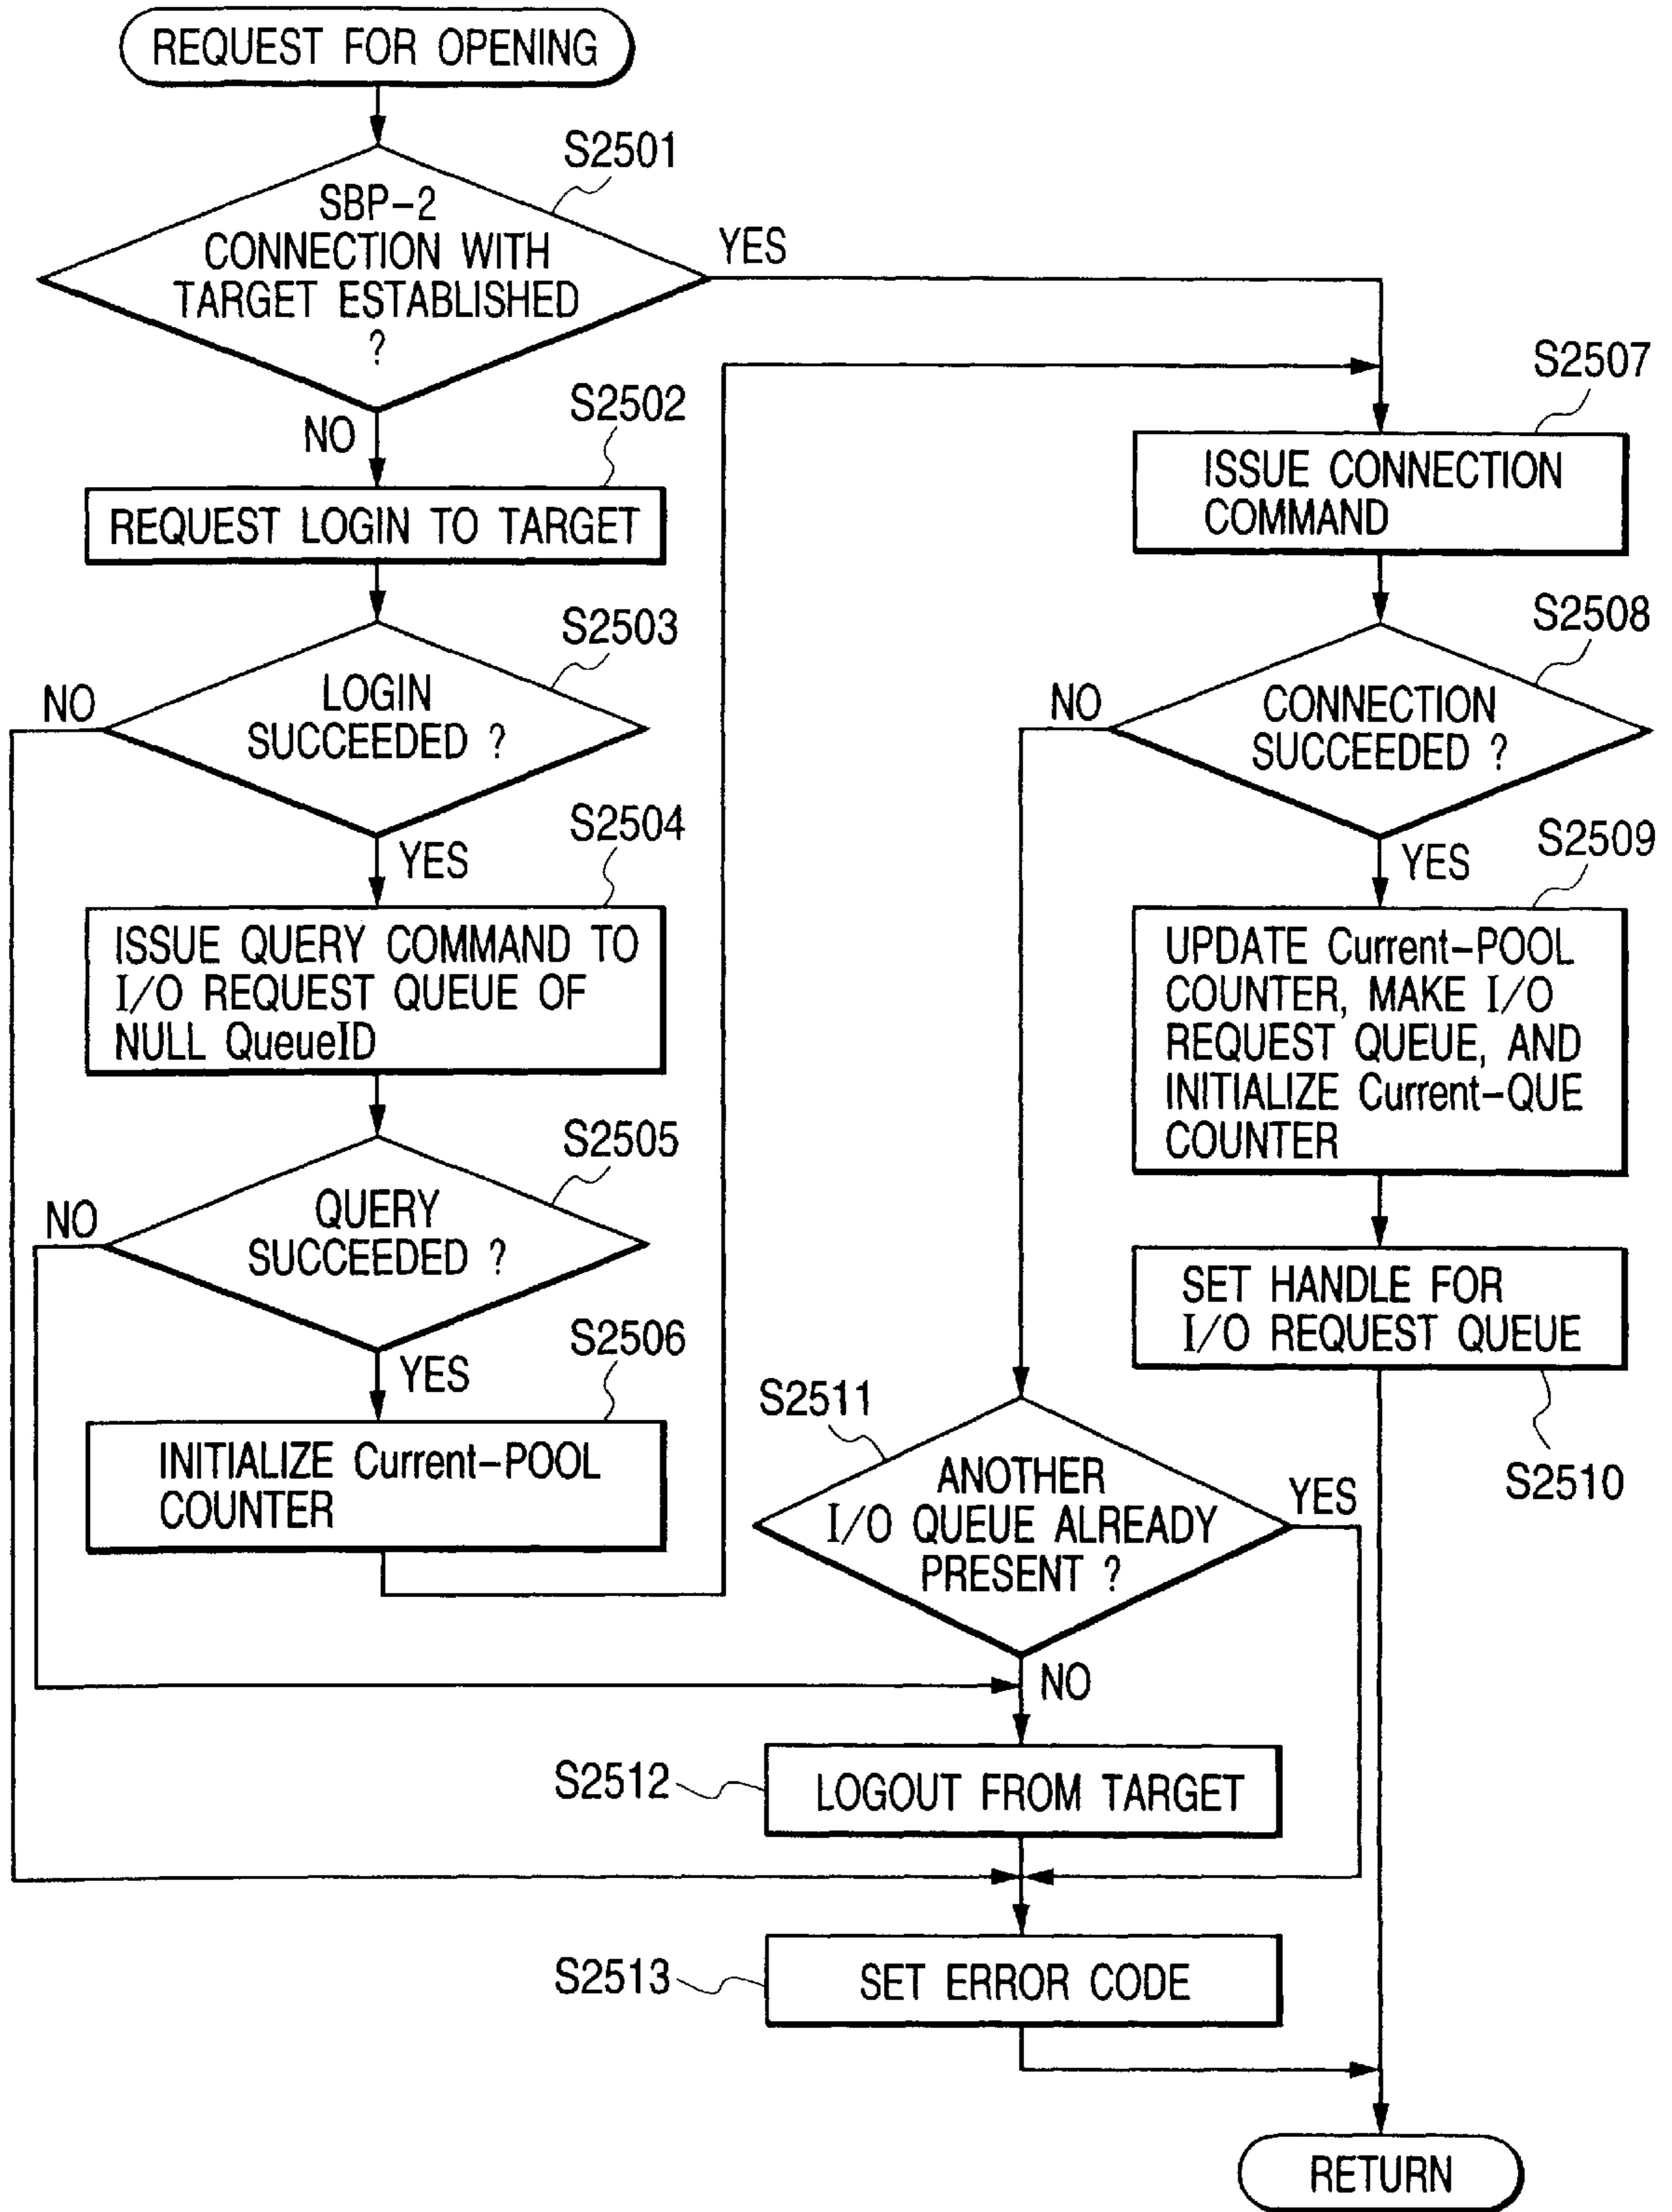 REQUEST FOR OPENING
S2501
SBP-2
CONNECTION WITH
TARGET ESTABLISHED
?
YES
NO
S2502
REQUEST LOGIN TO TARGET
S2503
LOGIN
SUCCEEDED ?
NO
YES
S2504
ISSUE QUERY COMMAND TO
I/O REQUEST QUEUE OF
NULL QueueID
S2505
QUERY
SUCCEEDED ?
NO
YES
S2506
INITIALIZE Current-POOL
COUNTER
S2507
ISSUE CONNECTION
COMMAND
S2508
CONNECTION
SUCCEEDED ?
NO
YES
S2509
UPDATE Current-POOL
COUNTER, MAKE I/O
REQUEST QUEUE, AND
INITIALIZE Current-QUE
COUNTER
SET HANDLE FOR
I/O REQUEST QUEUE
S2510
S2511
ANOTHER
I/O QUEUE ALREADY
PRESENT ?
YES
NO
S2512
LOGOUT FROM TARGET
S2513
SET ERROR CODE
RETURN